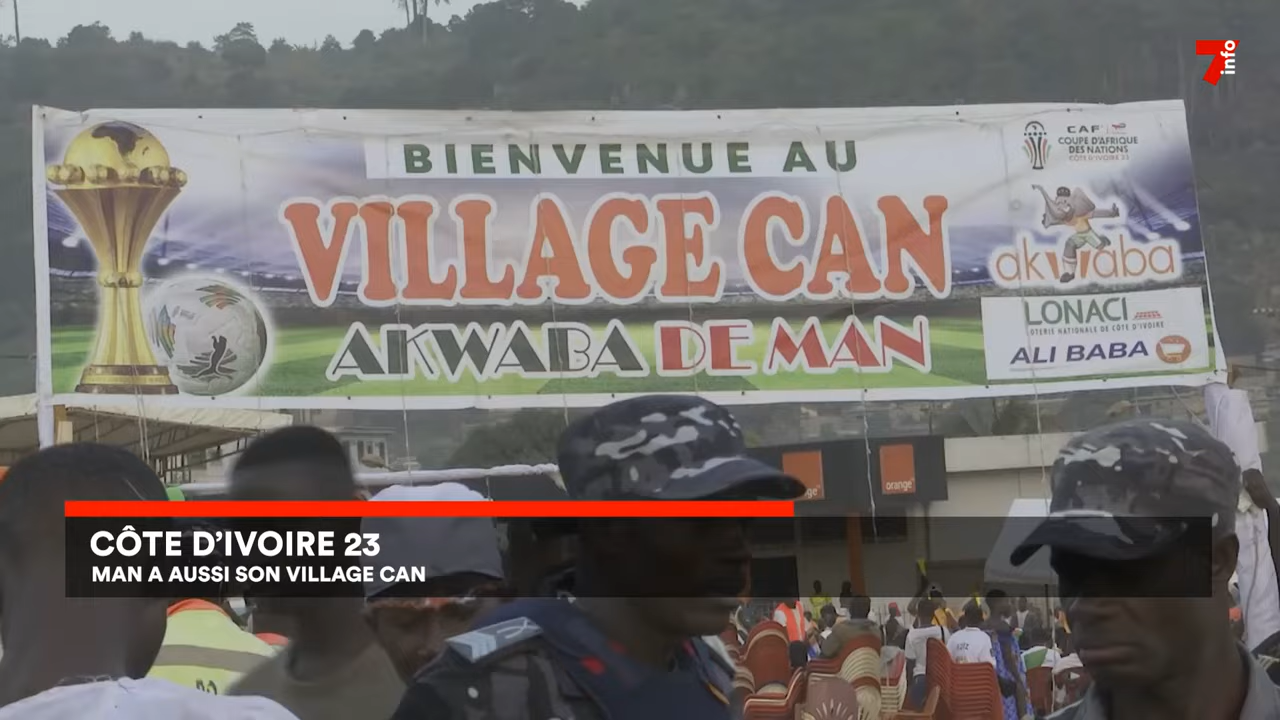 7info
BIENVENUE AU
VILLAGE CAN
AKWABA DE MAN
CAF
COUPE D'AFRIQUE
DES NATIONS
CÔTE D'IVOIRE 23
akwaba
LONACI
LOTERIE NATIONALE DE CÔTE D'IVOIRE
ALI BABA
orange
CÔTE D'IVOIRE 23
MAN A AUSSI SON VILLAGE CAN